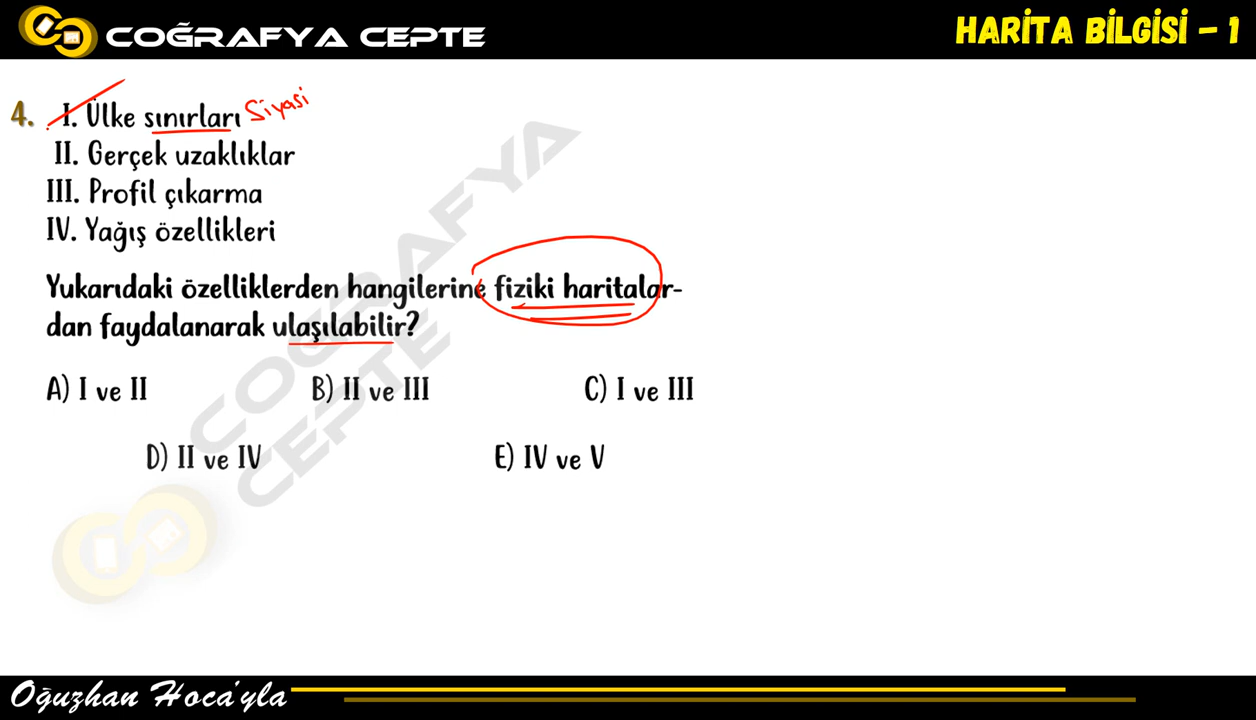 COĞRAFYA CEPTE
HARİTA BİLGİSİ – 1
4. I. Ülke sınırları Siyasi
II. Gerçek uzaklıklar
III. Profil çıkarma
IV. Yağış özellikleri
Yukarıdaki özelliklerden hangilerine fiziki haritalar-
dan faydalanarak ulaşılabilir?
A) I ve II B) II ve III C) I ve III
D) II ve IV E) IV ve V
COĞRAFYA
CEPTE
Oğuzhan Hoca'yla